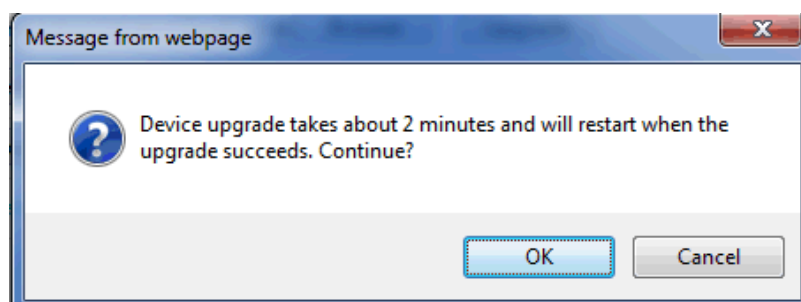 Message from webpage
Device upgrade takes about 2 minutes and will restart when the
upgrade succeeds. Continue?
OK
Cancel